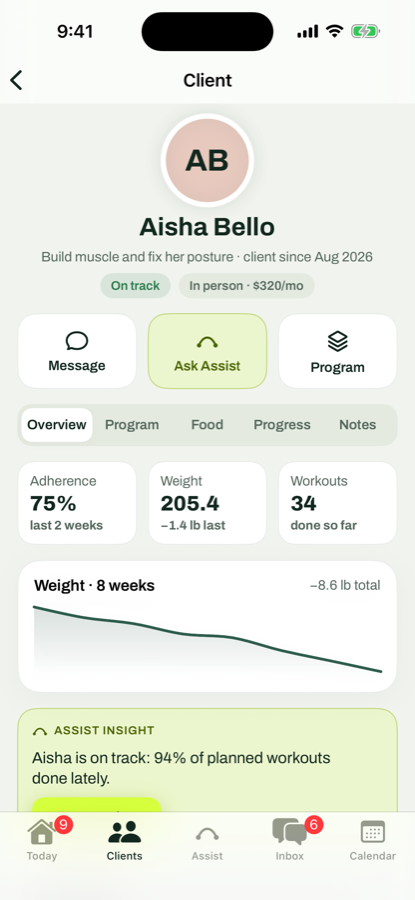 9:41
Client
AB
Aisha Bello
Build muscle and fix her posture · client since Aug 2026
On track
In person · $320/mo
Message
Ask Assist
Program
Overview
Program
Food
Progress
Notes
Adherence
75%
last 2 weeks
Weight
205.4
−1.4 lb last
Workouts
34
done so far
Weight · 8 weeks
−8.6 lb total
ASSIST INSIGHT
Aisha is on track: 94% of planned workouts
done lately.
9
6
Today
Clients
Assist
Inbox
Calendar